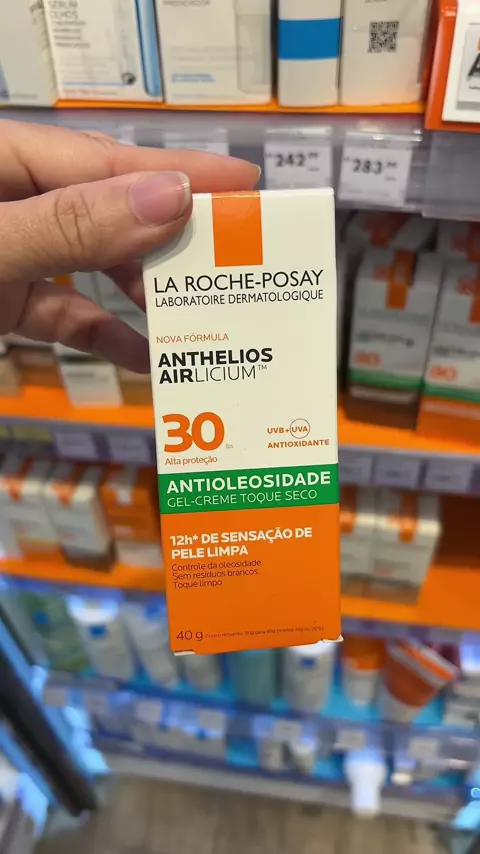 242
283
LA ROCHE-POSAY
LABORATOIRE DERMATOLOGIQUE
NOVA FÓRMULA
ANTHELIOS
AIRLICIUM™
30
Alta proteção
UVB+UVA
ANTIOXIDANTE
ANTIOLEOSIDADE
GEL-CREME TOQUE SECO
12h* DE SENSAÇÃO DE
PELE LIMPA
Controle da oleosidade
Sem resíduos brancos
Toque limpo
40 g
30